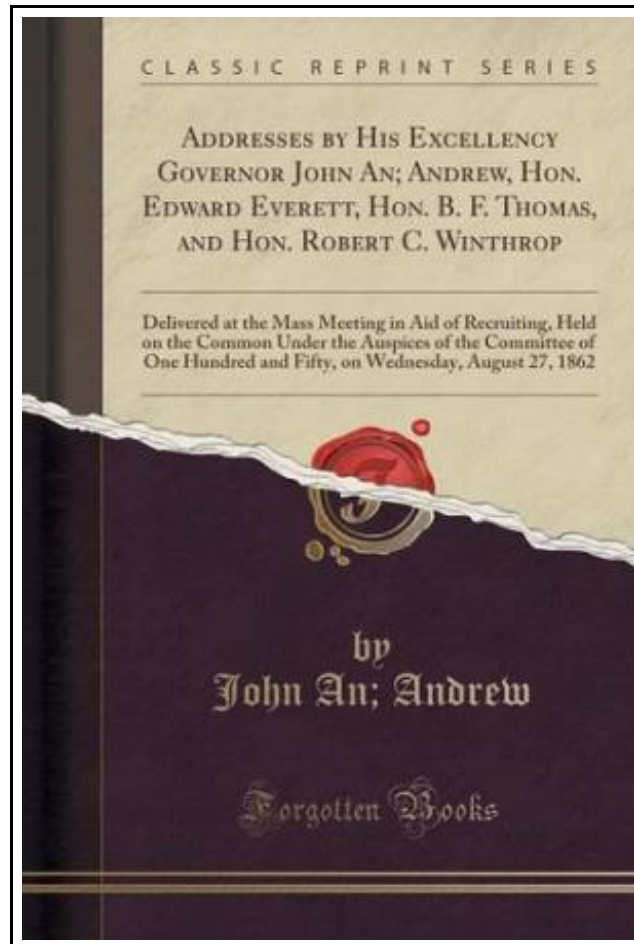 CLASSIC REPRINT SERIES
ADDRESSES BY HIS EXCELLENCY
GOVERNOR JOHN AN; ANDREW, HON.
EDWARD EVERETT, HON. B. F. THOMAS,
AND HON. ROBERT C. WINTHROP
Delivered at the Mass Meeting in Aid of Recruiting, Held
on the Common Under the Auspices of the Committee of
One Hundred and Fifty, on Wednesday, August 27, 1862
by
John An; Andrew
Forgotten Books